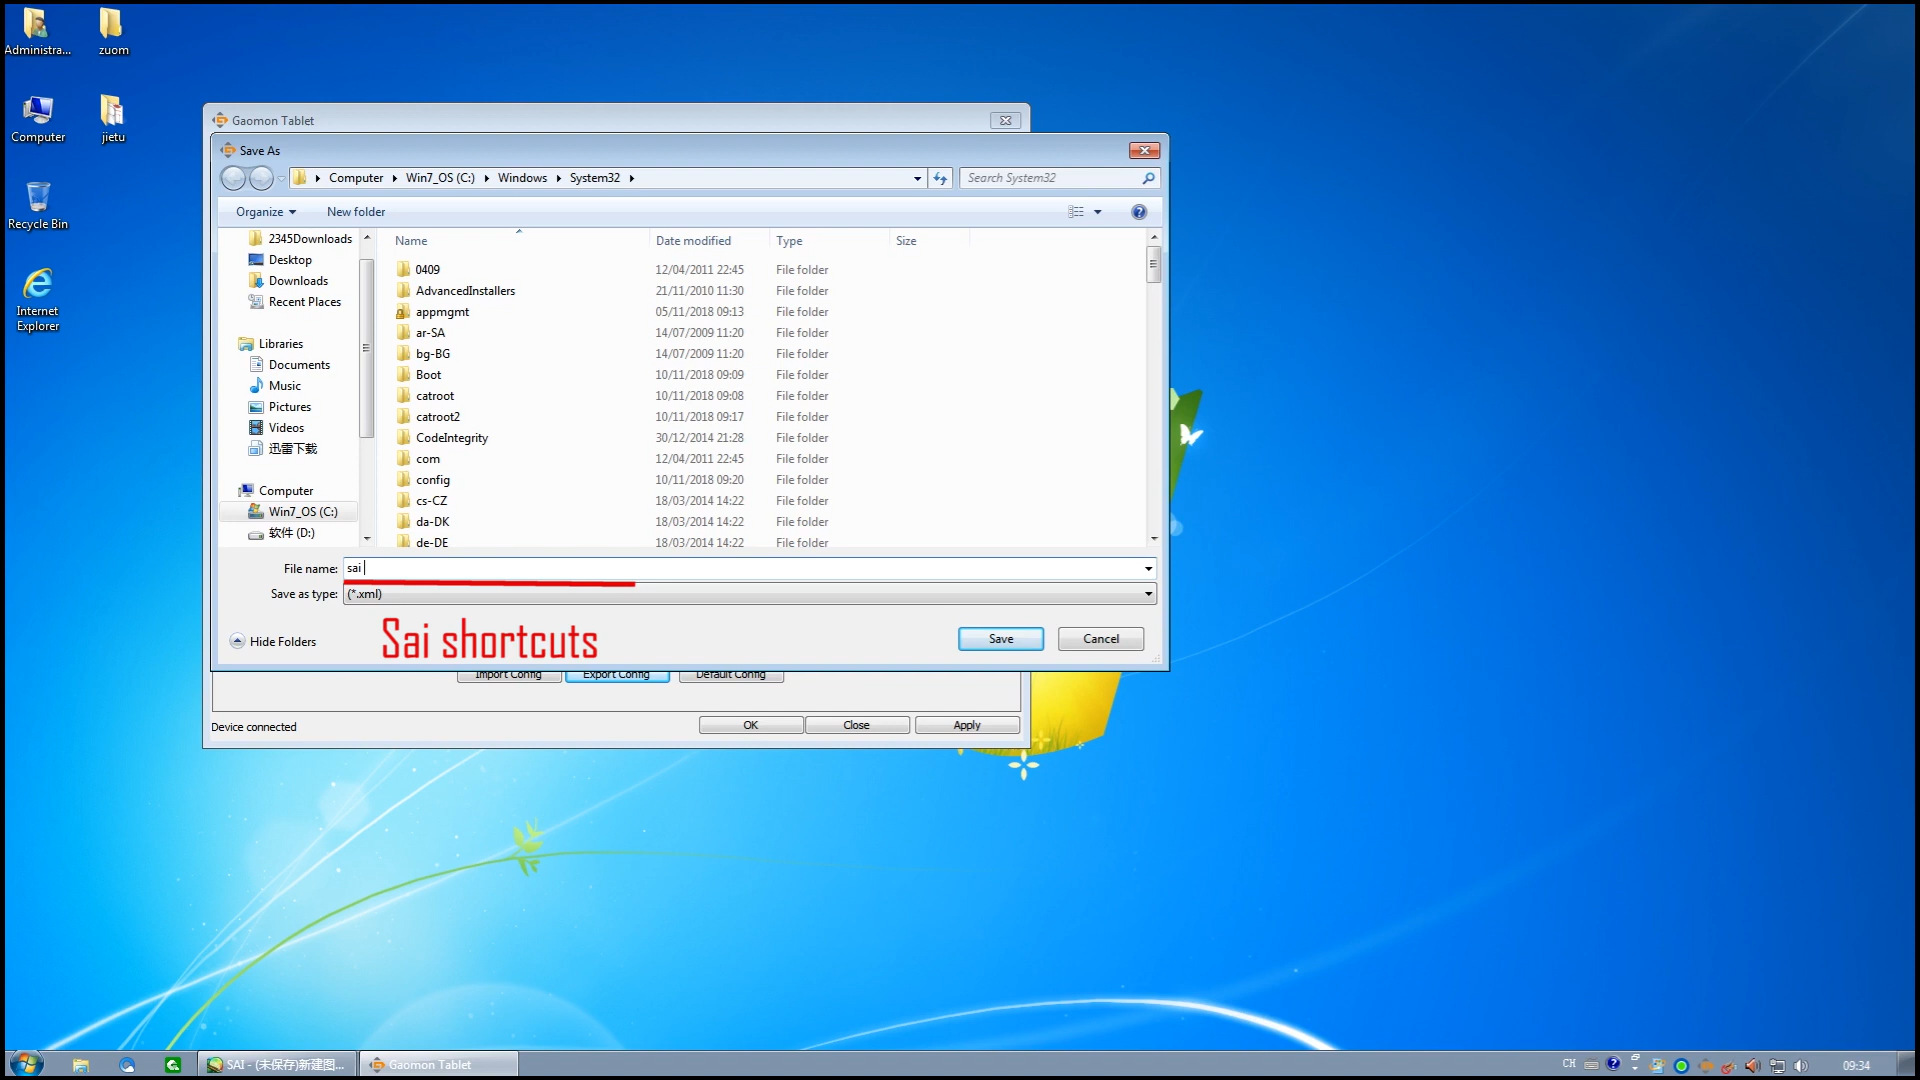 Administra...
zuom
Computer
jietu
Recycle Bin
Internet
Explorer
Gaomon Tablet
Save As
Computer
Win7_OS (C:)
Windows
System32
Search System32
Organize
New folder
2345Downloads
Desktop
Downloads
Recent Places
Libraries
Documents
Music
Pictures
Videos
迅雷下载
Computer
Win7_OS (C:)
软件 (D:)
Name Date modified Type Size
0409 12/04/2011 22:45 File folder
AdvancedInstallers 21/11/2010 11:30 File folder
appmgmt 05/11/2018 09:13 File folder
ar-SA 14/07/2009 11:20 File folder
bg-BG 14/07/2009 11:20 File folder
Boot 10/11/2018 09:09 File folder
catroot 10/11/2018 09:08 File folder
catroot2 10/11/2018 09:17 File folder
CodeIntegrity 30/12/2014 21:28 File folder
com 12/04/2011 22:45 File folder
config 10/11/2018 09:20 File folder
cs-CZ 18/03/2014 14:22 File folder
da-DK 18/03/2014 14:22 File folder
de-DE 18/03/2014 14:22 File folder
File name: sai
Save as type: (*.xml)
Hide Folders
Sai shortcuts
Save
Cancel
Import Config
Export Config
Default Config
Device connected
OK
Close
Apply
SAI - (未保存)新建图...
Gaomon Tablet
CH
09:34